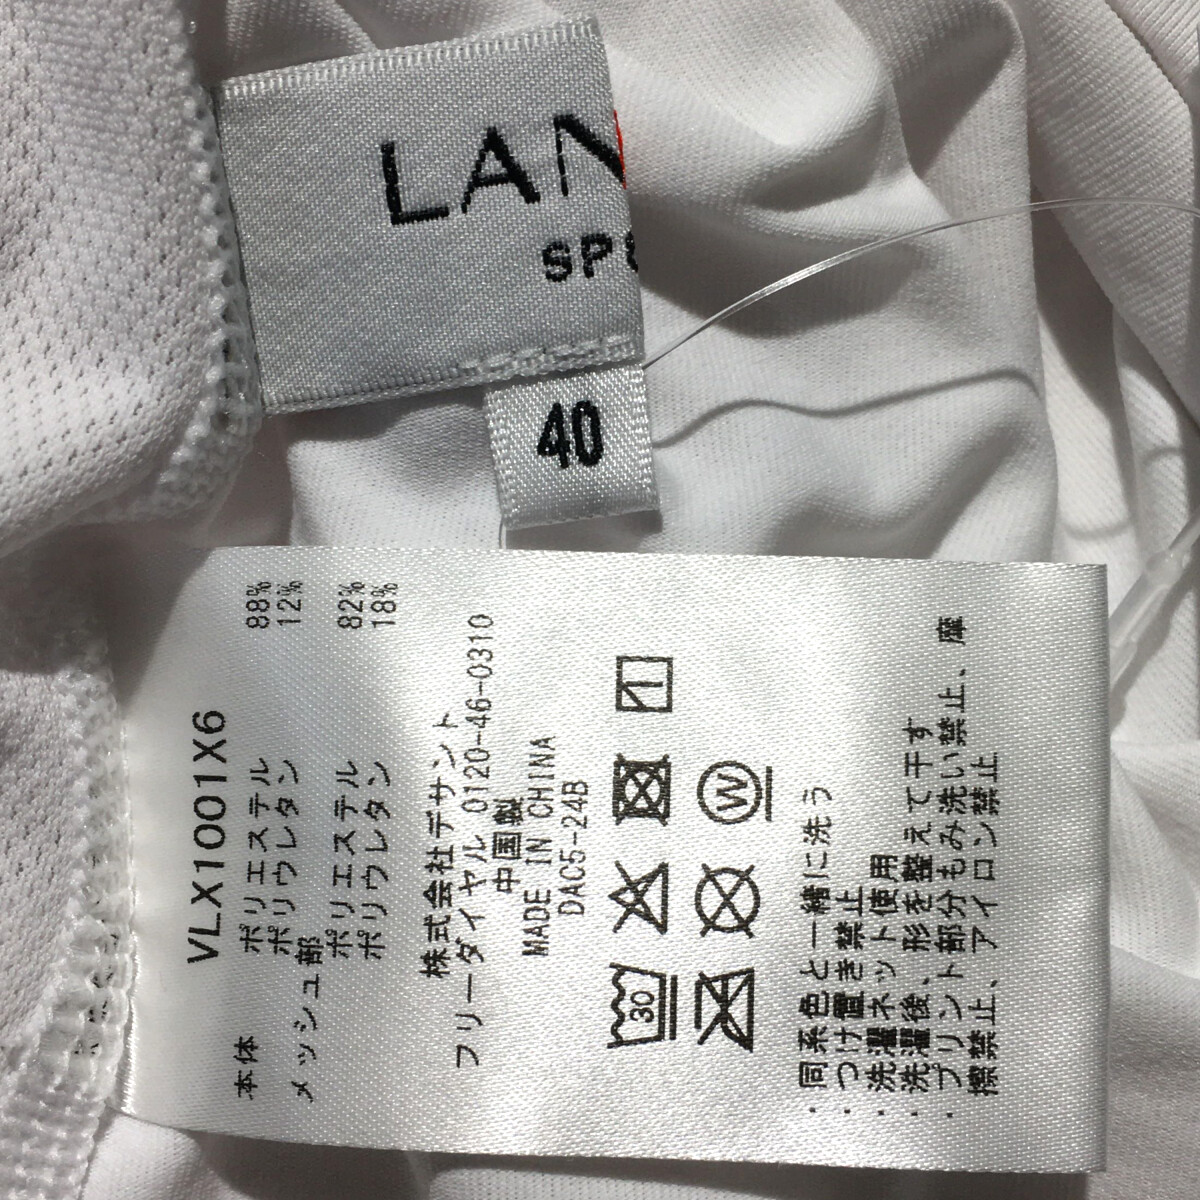 LAN
SP
40
VLX1001X6
本体 ポリエステル 88%
ポリウレタン 12%
メッシュ部
ポリエステル 82%
ポリウレタン 18%
株式会社デサント
フリーダイヤル 0120-46-0310
中国製
MADE IN CHINA
DAC5-24B
30
W
・同系色と一緒に洗う
・つけ置き禁止
・洗濯ネット使用
・洗濯後、形を整えて干す
・プリント部分もみ洗い禁止、摩
擦禁止、アイロン禁止